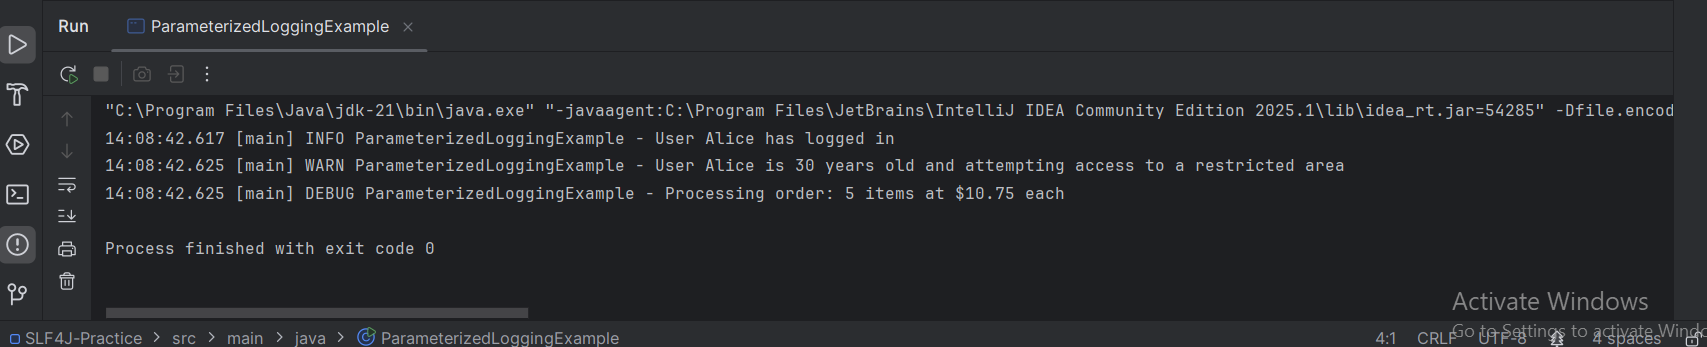 Run ParameterizedLoggingExample
"C:\Program Files\Java\jdk-21\bin\java.exe" "-javaagent:C:\Program Files\JetBrains\IntelliJ IDEA Community Edition 2025.1\lib\idea_rt.jar=54285" -Dfile.encod
14:08:42.617 [main] INFO ParameterizedLoggingExample - User Alice has logged in
14:08:42.625 [main] WARN ParameterizedLoggingExample - User Alice is 30 years old and attempting access to a restricted area
14:08:42.625 [main] DEBUG ParameterizedLoggingExample - Processing order: 5 items at $10.75 each
Process finished with exit code 0
Activate Windows
Go to Settings to activate Windo
SLF4J-Practice > src > main > java > ParameterizedLoggingExample 4:1 CRLF UTF-8 4 spaces